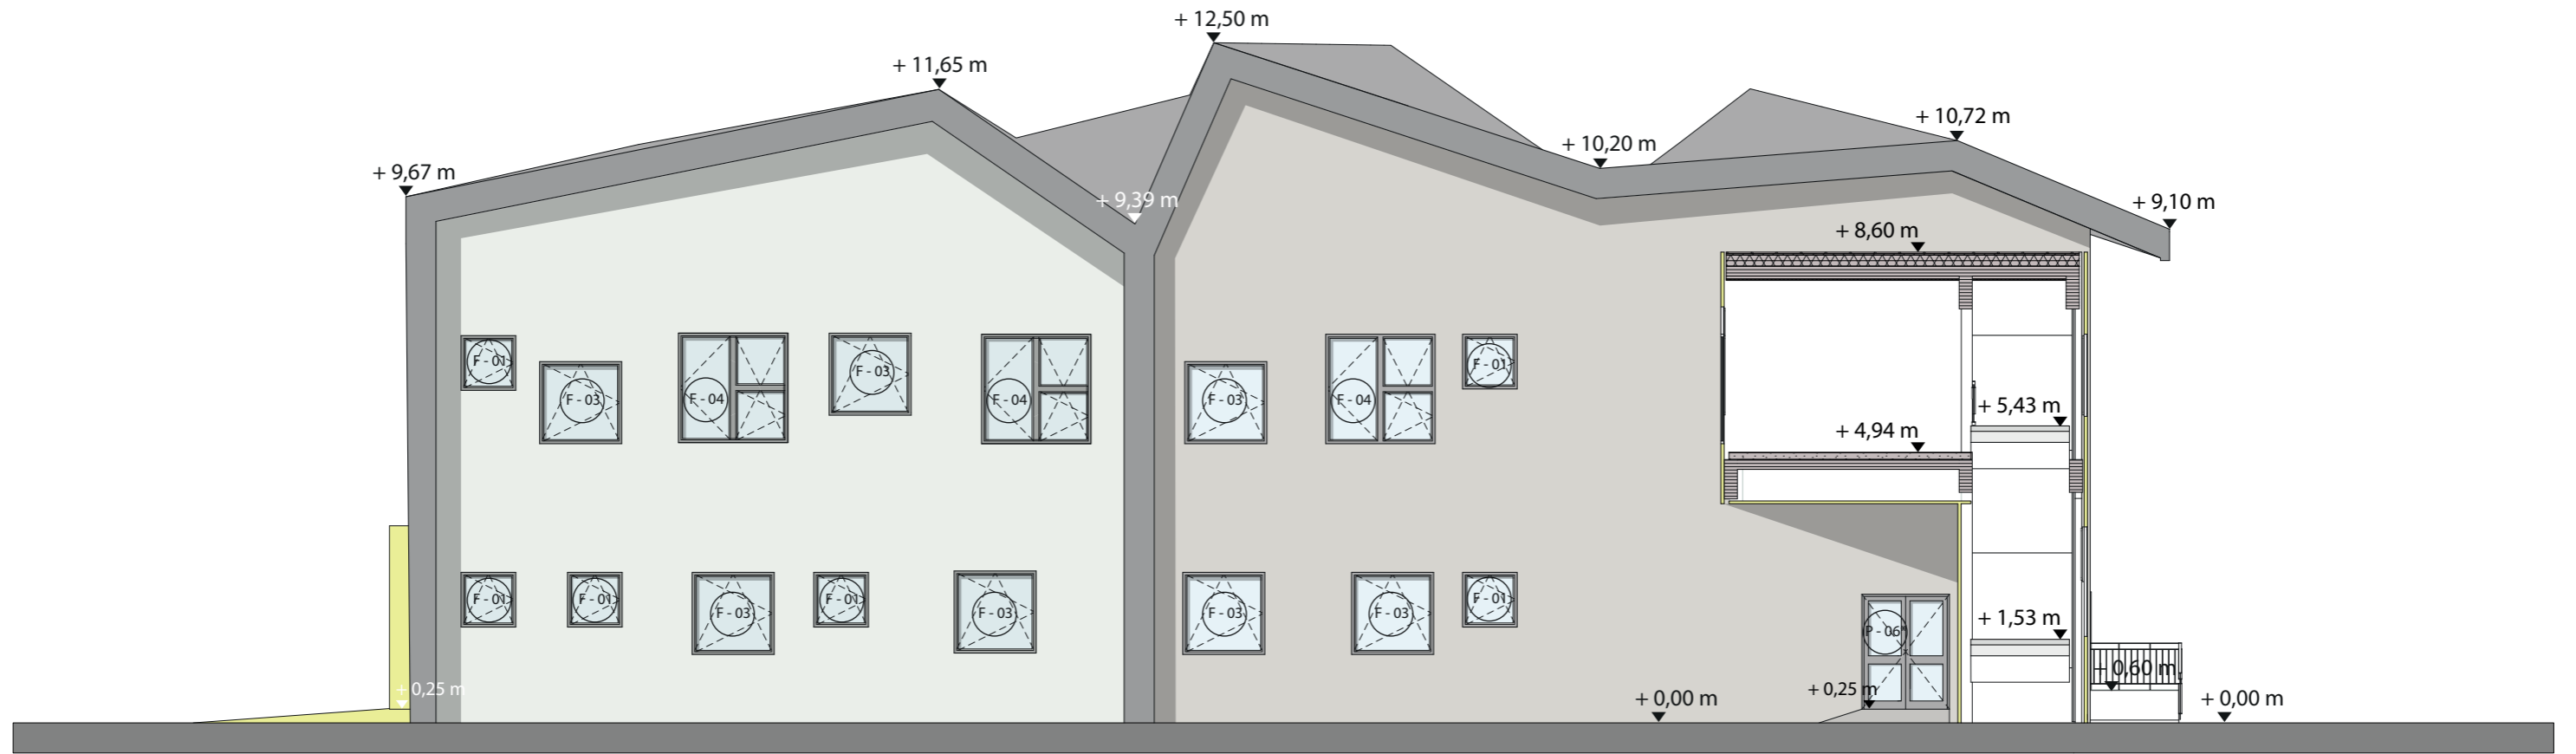 + 12,50 m
+ 11,65 m
+ 10,72 m
+ 10,20 m
+ 9,67 m
+ 9,39 m
+ 9,10 m
+ 8,60 m
F - 01
F - 03
F - 04
F - 03
F - 04
F - 03
F - 04
F - 01
+ 5,43 m
+ 4,94 m
F - 01
F - 01
F - 03
F - 01
F - 03
F - 03
F - 03
F - 01
+ 1,53 m
P - 06*
+ 0,60 m
+ 0,25 m
+ 0,25 m
+ 0,00 m
+ 0,00 m